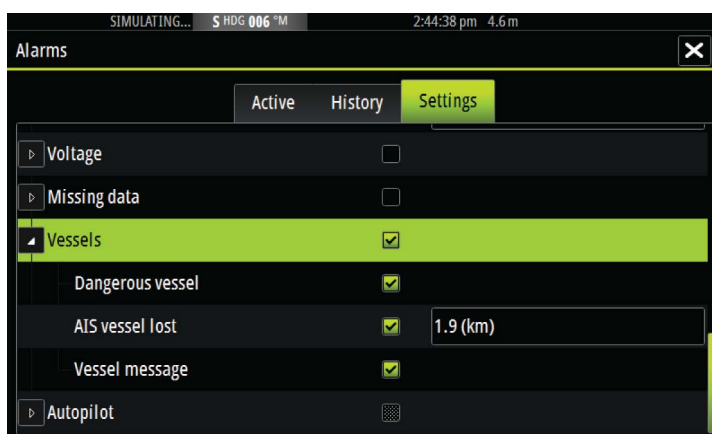 SIMULATING... S HDG 006 °M 2:44:38 pm 4.6 m
Alarms
Active History Settings
Voltage
Missing data
Vessels
Dangerous vessel
AIS vessel lost 1.9 (km)
Vessel message
Autopilot